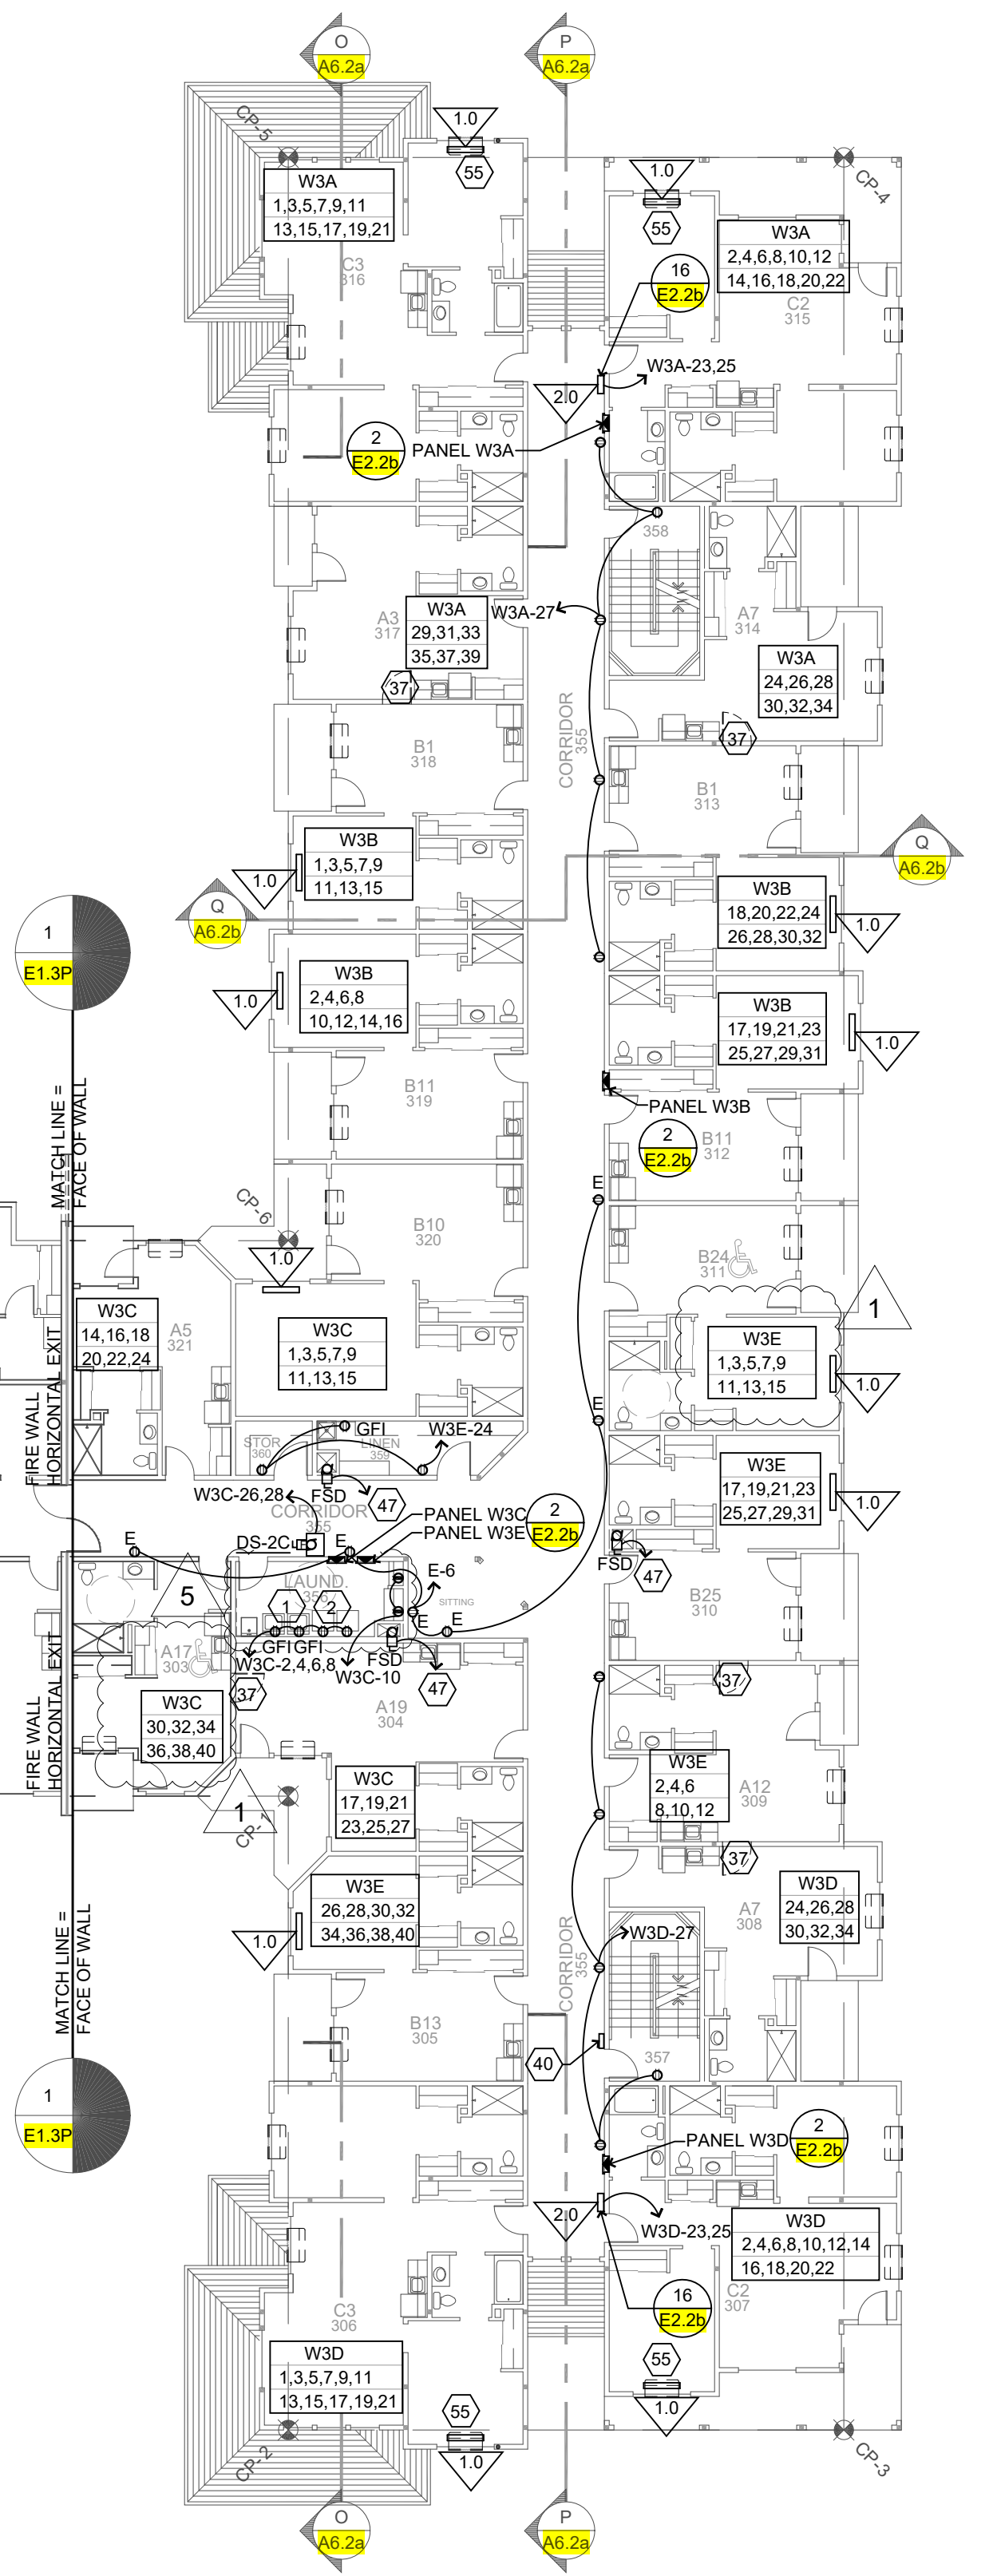 O
A6.2a
P
A6.2a
CP-5
1.0
55
W3A
1,3,5,7,9,11
13,15,17,19,21
C3
316
1.0
55
CP-4
W3A
2,4,6,8,10,12
14,16,18,20,22
C2
315
16
E2.2b
W3A-23,25
2.0
2
E2.2b
PANEL W3A
358
A3
317
W3A
29,31,33
35,37,39
W3A-27
37
A7
314
W3A
24,26,28
30,32,34
37
CORRIDOR
355
B1
318
B1
313
W3B
1,3,5,7,9
11,13,15
1.0
Q
A6.2b
Q
A6.2b
W3B
18,20,22,24
26,28,30,32
1.0
1
E1.3P
W3B
2,4,6,8
10,12,14,16
1.0
W3B
17,19,21,23
25,27,29,31
1.0
MATCH LINE =
FACE OF WALL
B11
319
PANEL W3B
2
E2.2b
B11
312
E
CP-6
B10
320
1.0
B24
311
1
W3C
14,16,18
20,22,24
A5
321
W3C
1,3,5,7,9
11,13,15
W3E
1,3,5,7,9
11,13,15
1.0
E
FIRE WALL
HORIZONTAL EXIT
GFI
STOR
360
LINEN
359
W3E-24
W3C-26,28
FSD
47
W3E
17,19,21,23
25,27,29,31
1.0
CORRIDOR
355
PANEL W3C
PANEL W3E
2
E2.2b
E
DS-2C
E
FSD
47
5
LAUND.
356
E-6
SITTING
1
2
E
E
B25
310
GFI
GFI
W3C-2,4,6,8
W3C-10
FSD
47
A17
303
37
A19
304
37
W3C
30,32,34
36,38,40
FIRE WALL
HORIZONTAL EXIT
1
CP-1
W3C
17,19,21
23,25,27
W3E
2,4,6
8,10,12
A12
309
37
W3E
26,28,30,32
34,36,38,40
1.0
A7
308
W3D
24,26,28
30,32,34
MATCH LINE =
FACE OF WALL
CORRIDOR
355
W3D-27
B13
305
40
357
1
E1.3P
PANEL W3D
2
E2.2b
2.0
W3D-23,25
W3D
2,4,6,8,10,12,14
16,18,20,22
C2
307
16
E2.2b
C3
306
W3D
1,3,5,7,9,11
13,15,17,19,21
55
55
1.0
1.0
CP-2
CP-3
O
A6.2a
P
A6.2a